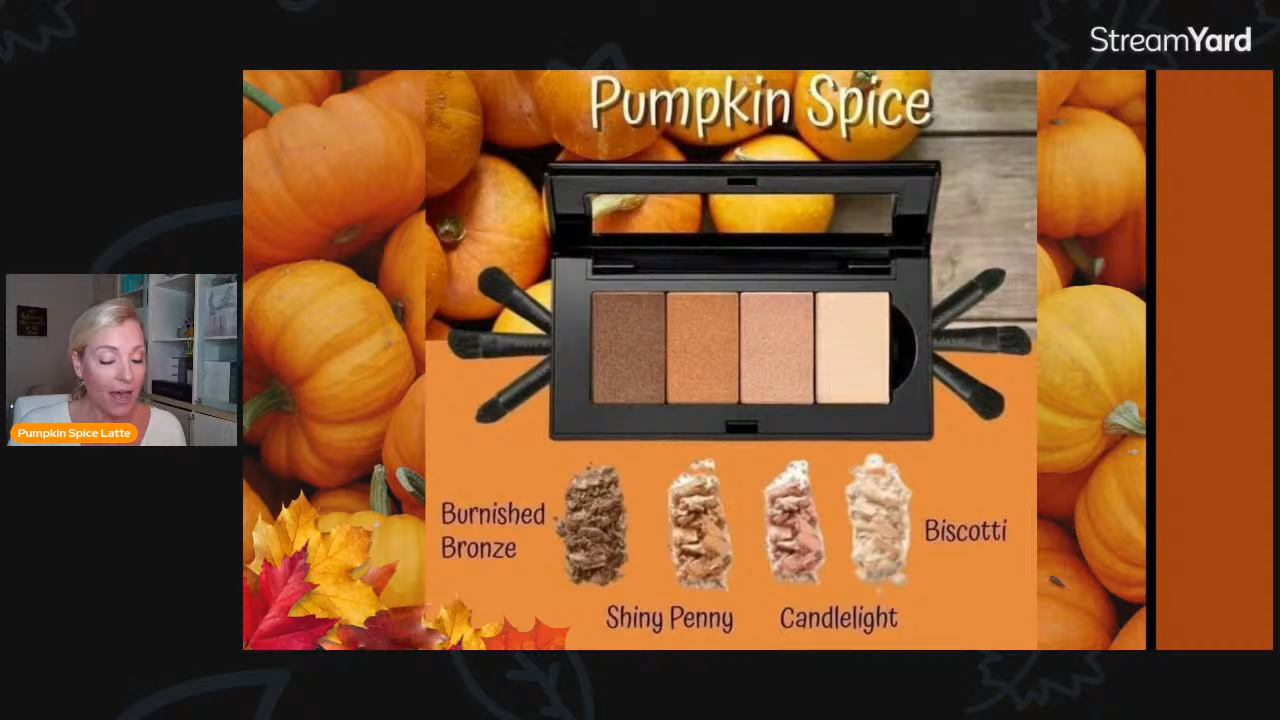 StreamYard
Pumpkin Spice
Burnished
Bronze
Biscotti
Shiny Penny
Candlelight
Pumpkin Spice Latte